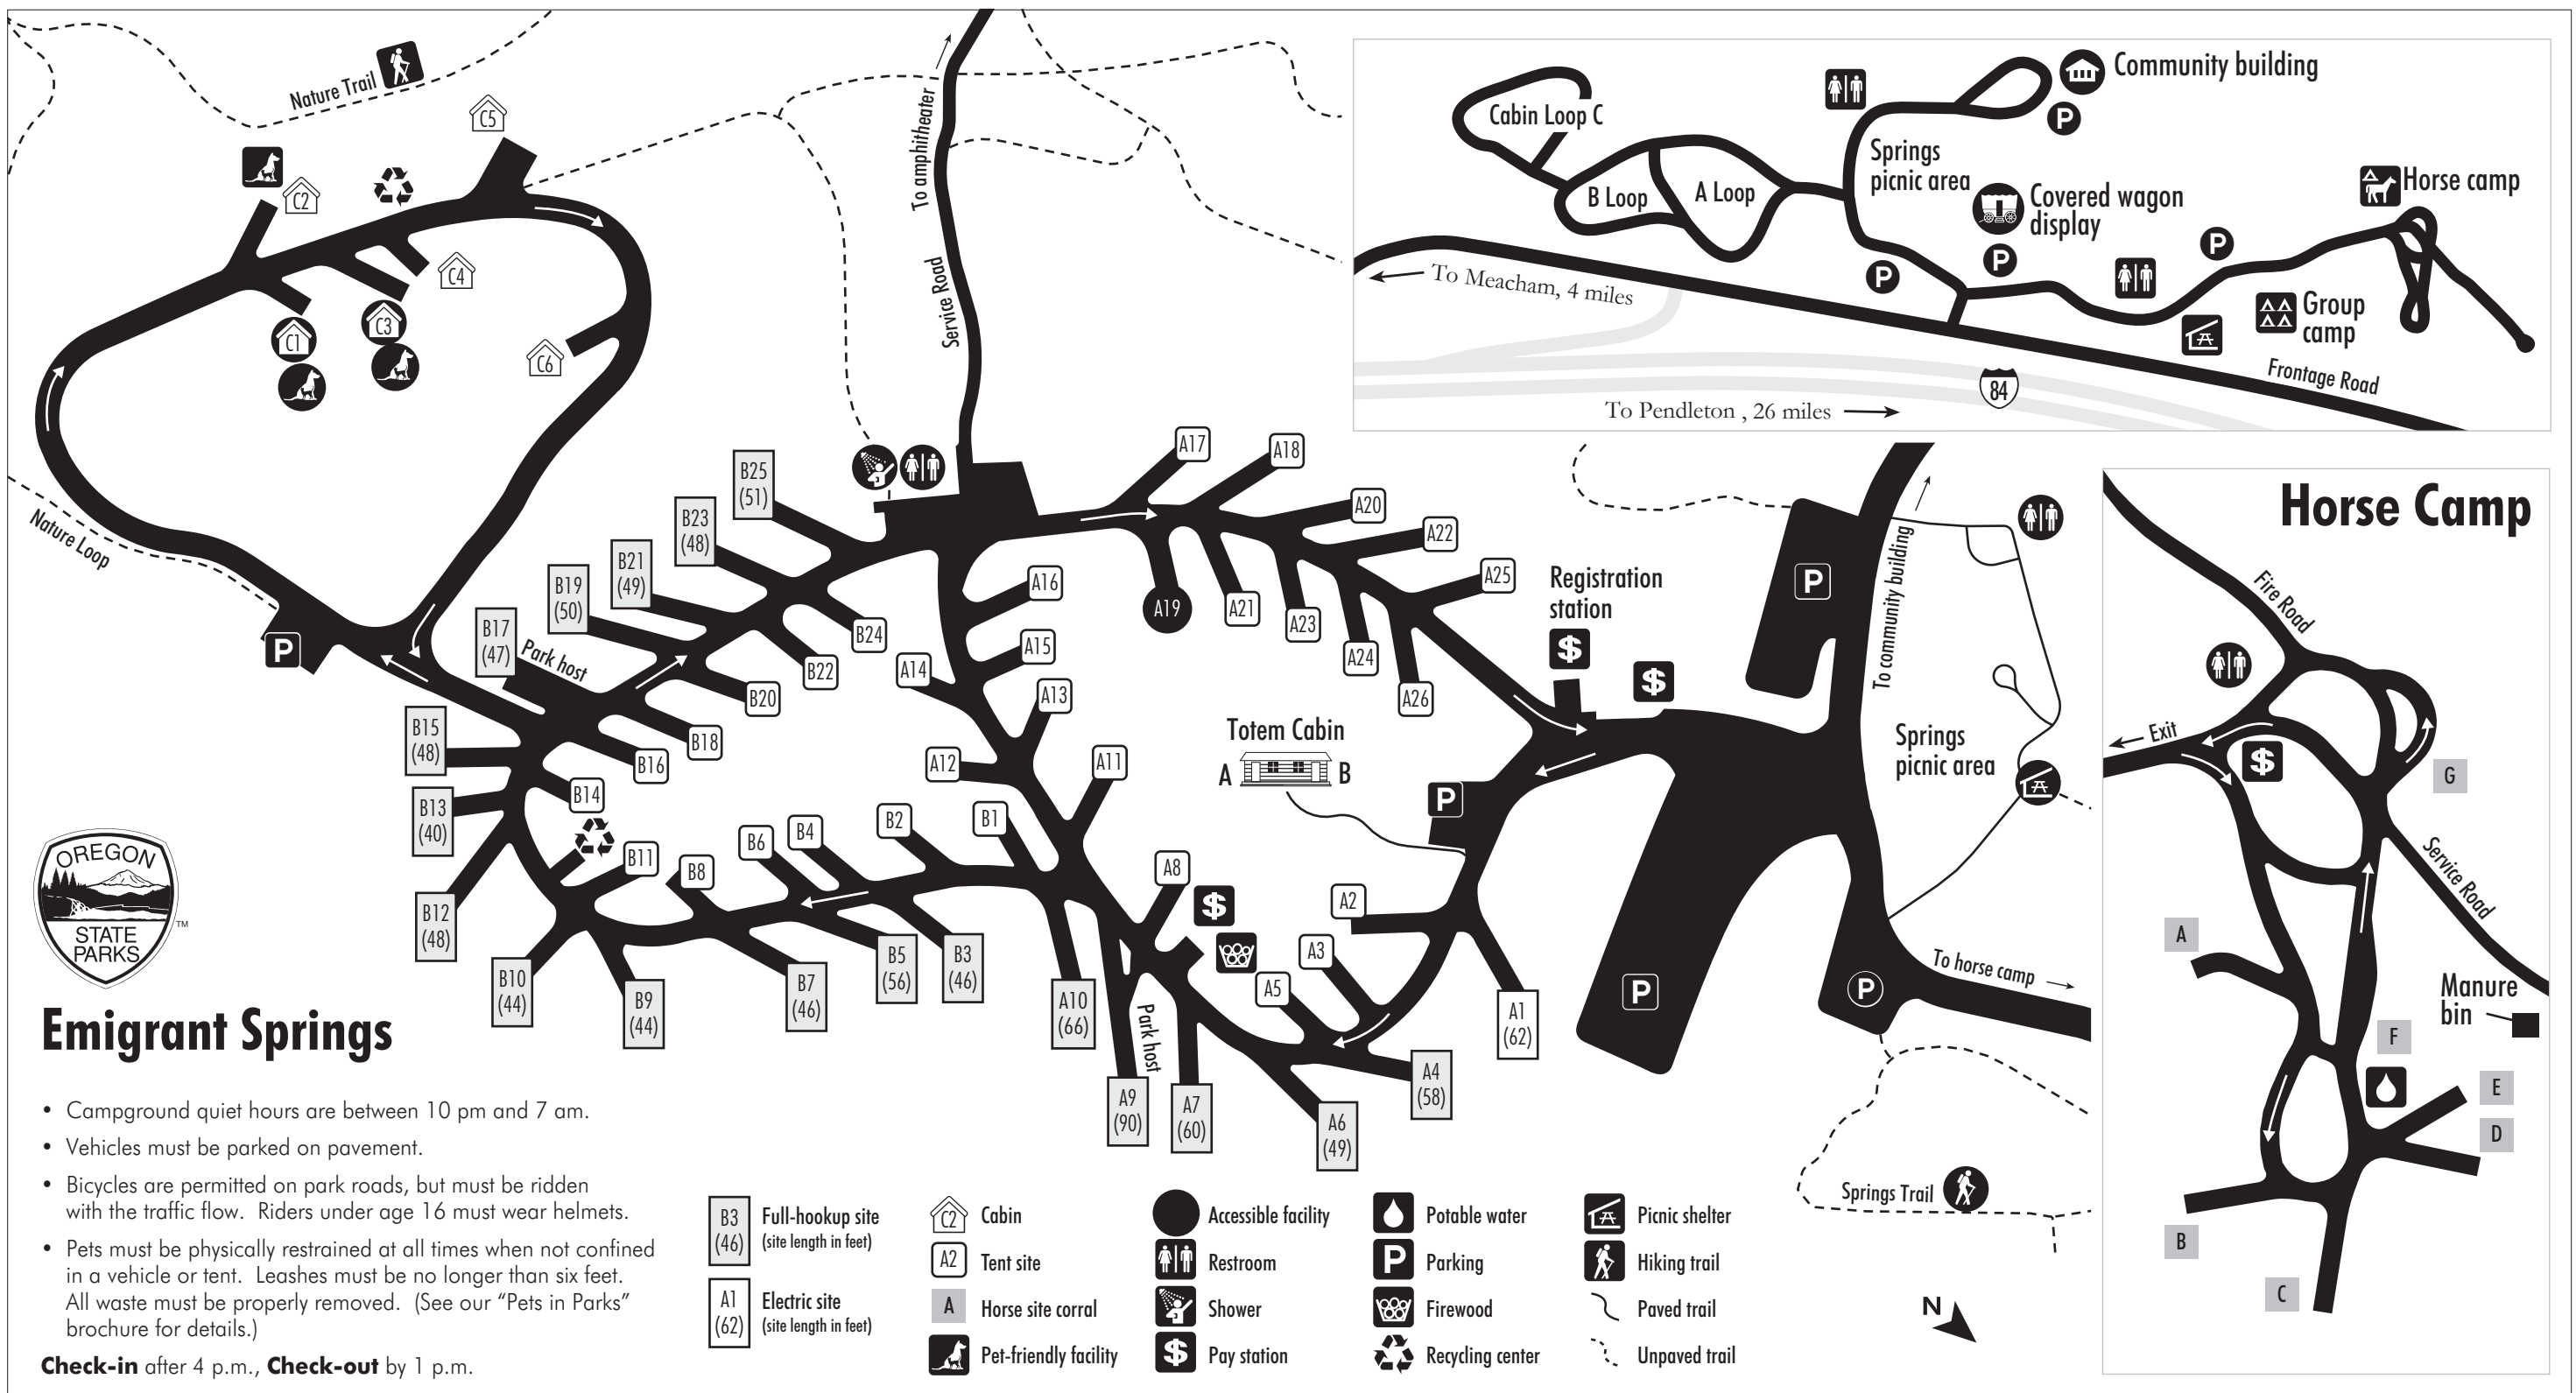 Nature Trail
C5
C2
C4
C1
C3
C6
Nature Loop
P
To amphitheater
Service Road
Cabin Loop C
B Loop
A Loop
Community building
P
Springs
picnic area
Covered wagon
display
P
P
P
Horse camp
Group
camp
To Meacham, 4 miles
Frontage Road
84
To Pendleton , 26 miles
B25
(51)
B23
(48)
B21
(49)
B19
(50)
B17
(47)
Park host
B24
B22
B20
B18
B16
B15
(48)
B13
(40)
B14
B12
(48)
B11
B10
(44)
B9
(44)
B8
B6
B4
B2
B1
B7
(46)
B5
(56)
B3
(46)
A17
A18
A20
A22
A25
A19
A21
A23
A24
A26
A16
A15
A14
A13
A12
A11
A10
(66)
A8
$
Park host
A9
(90)
A7
(60)
A6
(49)
A5
A3
A2
A4
(58)
A1
(62)
Totem Cabin
A
B
P
Registration
station
$
$
P
P
P
To community building
Springs
picnic area
To horse camp
Springs Trail
N
Horse Camp
Fire Road
Exit
$
G
Service Road
A
Manure
bin
F
E
D
B
C
OREGON
STATE
PARKS
TM
Emigrant Springs
• Campground quiet hours are between 10 pm and 7 am.
• Vehicles must be parked on pavement.
• Bicycles are permitted on park roads, but must be ridden
with the traffic flow. Riders under age 16 must wear helmets.
• Pets must be physically restrained at all times when not confined
in a vehicle or tent. Leashes must be no longer than six feet.
All waste must be properly removed. (See our “Pets in Parks”
brochure for details.)
Check-in after 4 p.m., Check-out by 1 p.m.
B3
(46)
Full-hookup site
(site length in feet)
A1
(62)
Electric site
(site length in feet)
C2
Cabin
A2
Tent site
A
Horse site corral
Pet-friendly facility
Accessible facility
Restroom
Shower
$
Pay station
Potable water
P
Parking
Firewood
Recycling center
Picnic shelter
Hiking trail
Paved trail
Unpaved trail